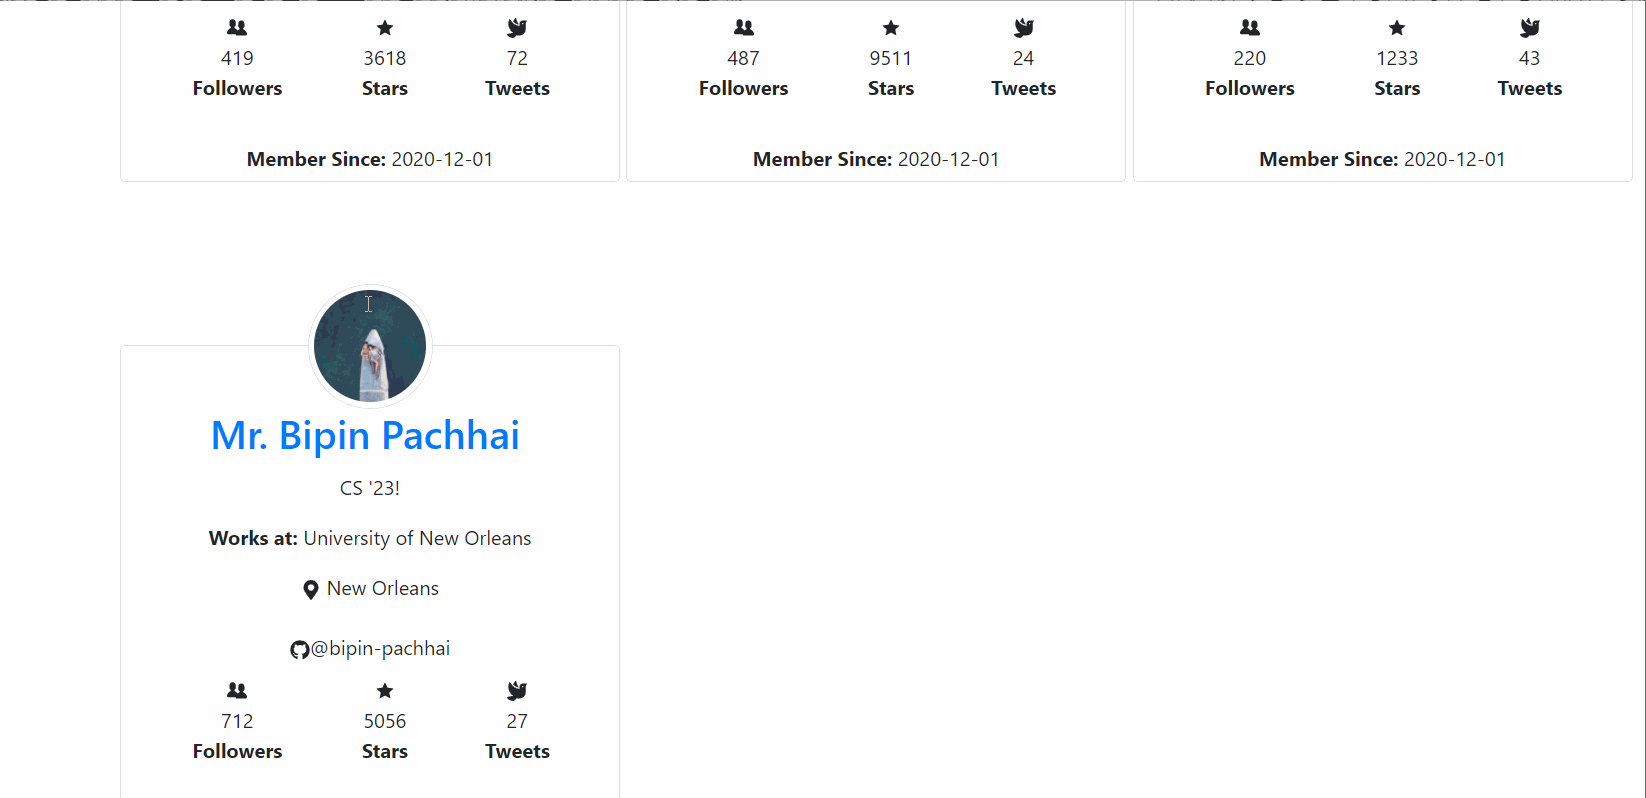 419 3618 72
Followers Stars Tweets
Member Since: 2020-12-01
487 9511 24
Followers Stars Tweets
Member Since: 2020-12-01
220 1233 43
Followers Stars Tweets
Member Since: 2020-12-01
Mr. Bipin Pachhai
CS '23!
Works at: University of New Orleans
New Orleans
@bipin-pachhai
712 5056 27
Followers Stars Tweets